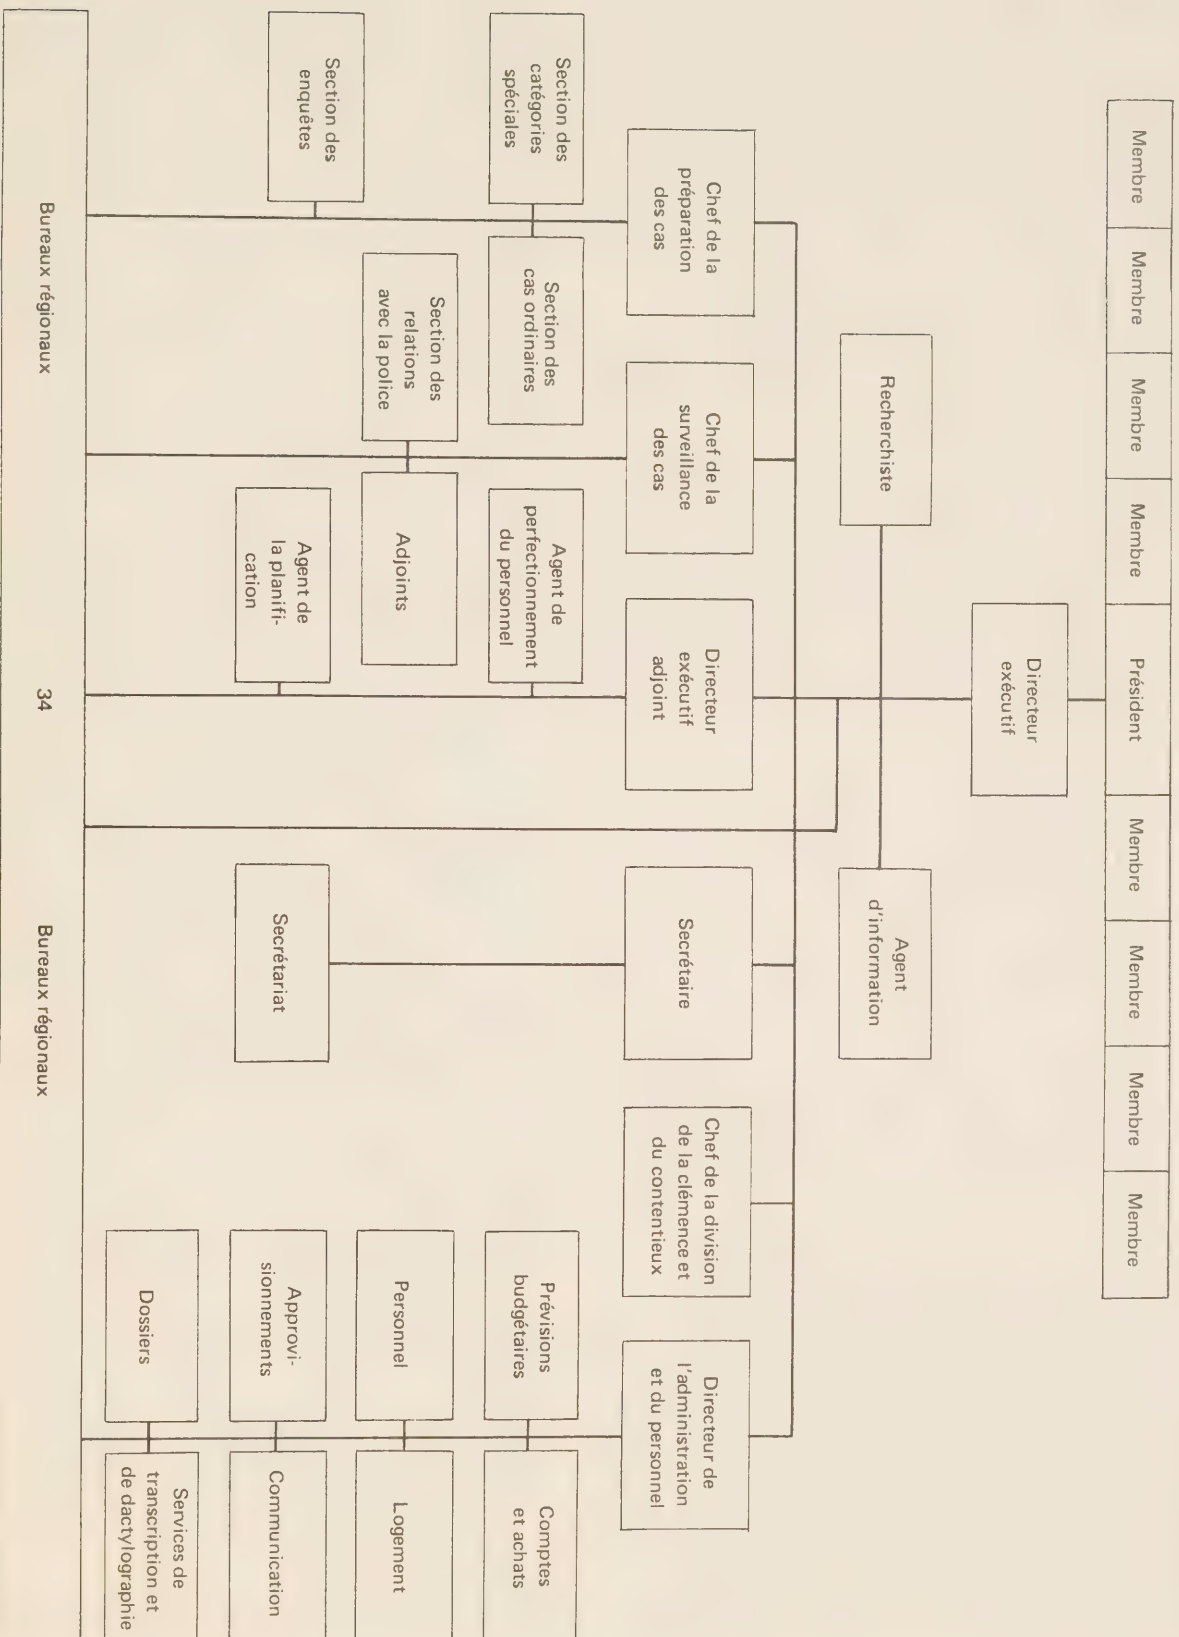 Membre
Membre
Membre
Membre
Président
Membre
Membre
Membre
Membre
Directeur
exécutif
Recherchiste
Agent
d'information
Chef de la
préparation
des cas
Chef de la
surveillance
des cas
Directeur
exécutif
adjoint
Secrétaire
Chef de la division
de la clémence et
du contentieux
Directeur de
l'administration
et du personnel
Section des
catégories
spéciales
Section des
cas ordinaires
Agent de
perfectionnement
du personnel
Prévisions
budgétaires
Comptes
et achats
Section des
relations
avec la police
Adjoints
Personnel
Logement
Section des
enquêtes
Agent de
la planifi-
cation
Secrétariat
Approvi-
sionnements
Communication
Dossiers
Services de
transcription et
de dactylographie
Bureaux régionaux
34
Bureaux régionaux